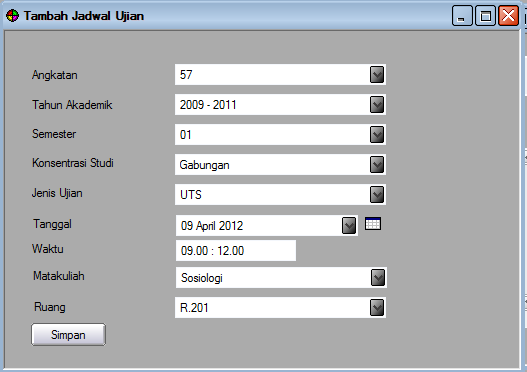 Tambah Jadwal Ujian
Angkatan 57
Tahun Akademik 2009 - 2011
Semester 01
Konsentrasi Studi Gabungan
Jenis Ujian UTS
Tanggal 09 April 2012
Waktu 09.00 : 12.00
Matakuliah Sosiologi
Ruang R.201
Simpan